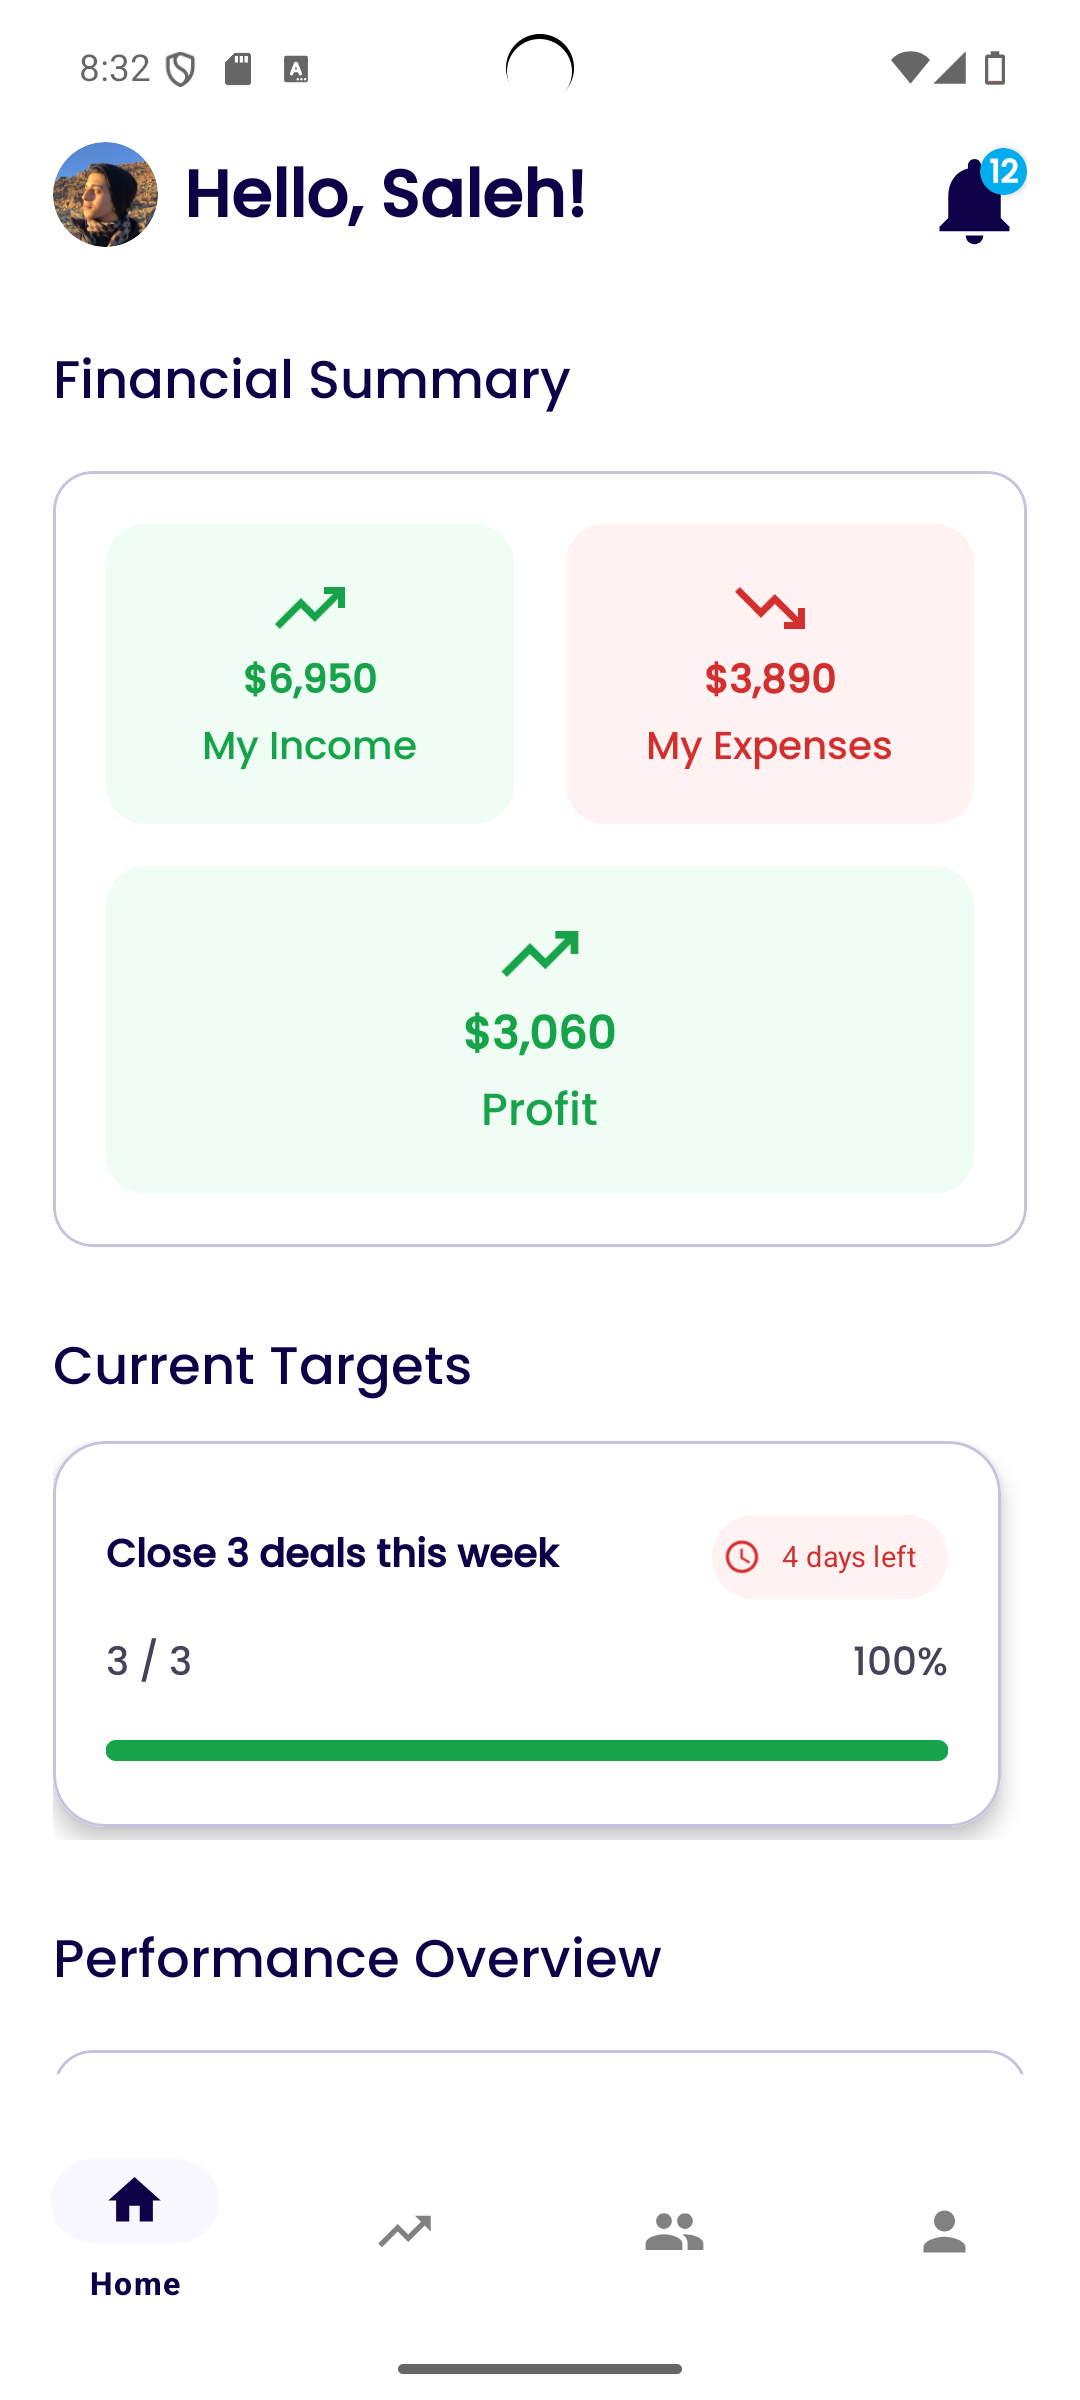 8:32
Hello, Saleh!
12
Financial Summary
$6,950
My Income
$3,890
My Expenses
$3,060
Profit
Current Targets
Close 3 deals this week
4 days left
3 / 3
100%
Performance Overview
Home